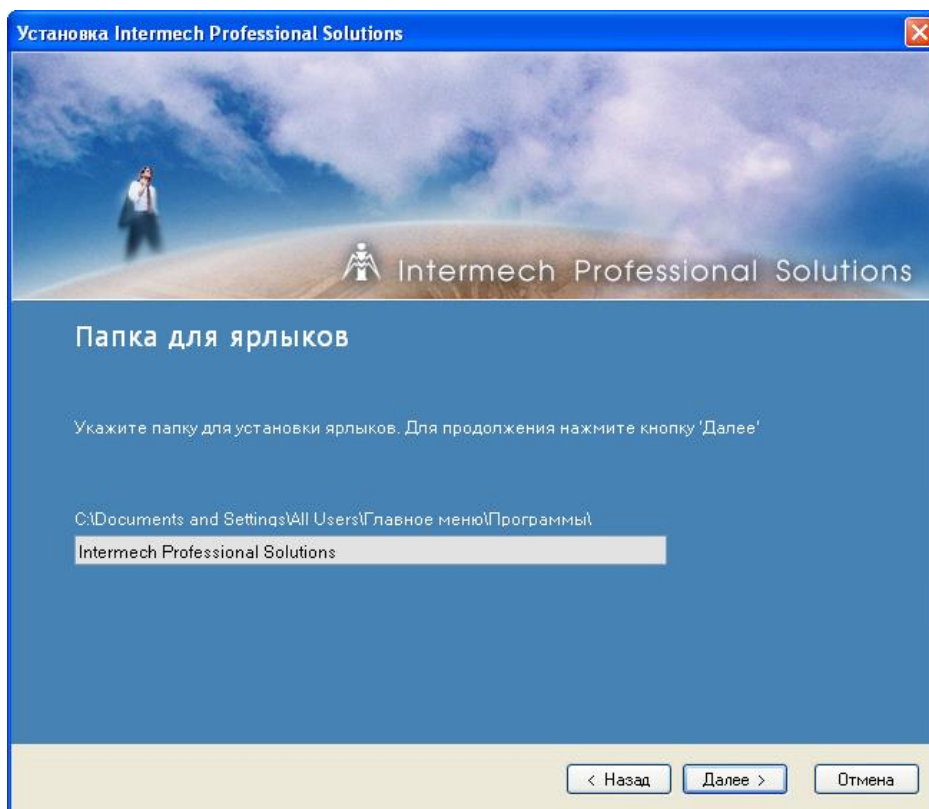 Установка Intermech Professional Solutions
Intermech Professional Solutions
Папка для ярлыков
Укажите папку для установки ярлыков. Для продолжения нажмите кнопку 'Далее'
C:\Documents and Settings\All Users\Главное меню\Программы\
Intermech Professional Solutions
< Назад
Далее >
Отмена